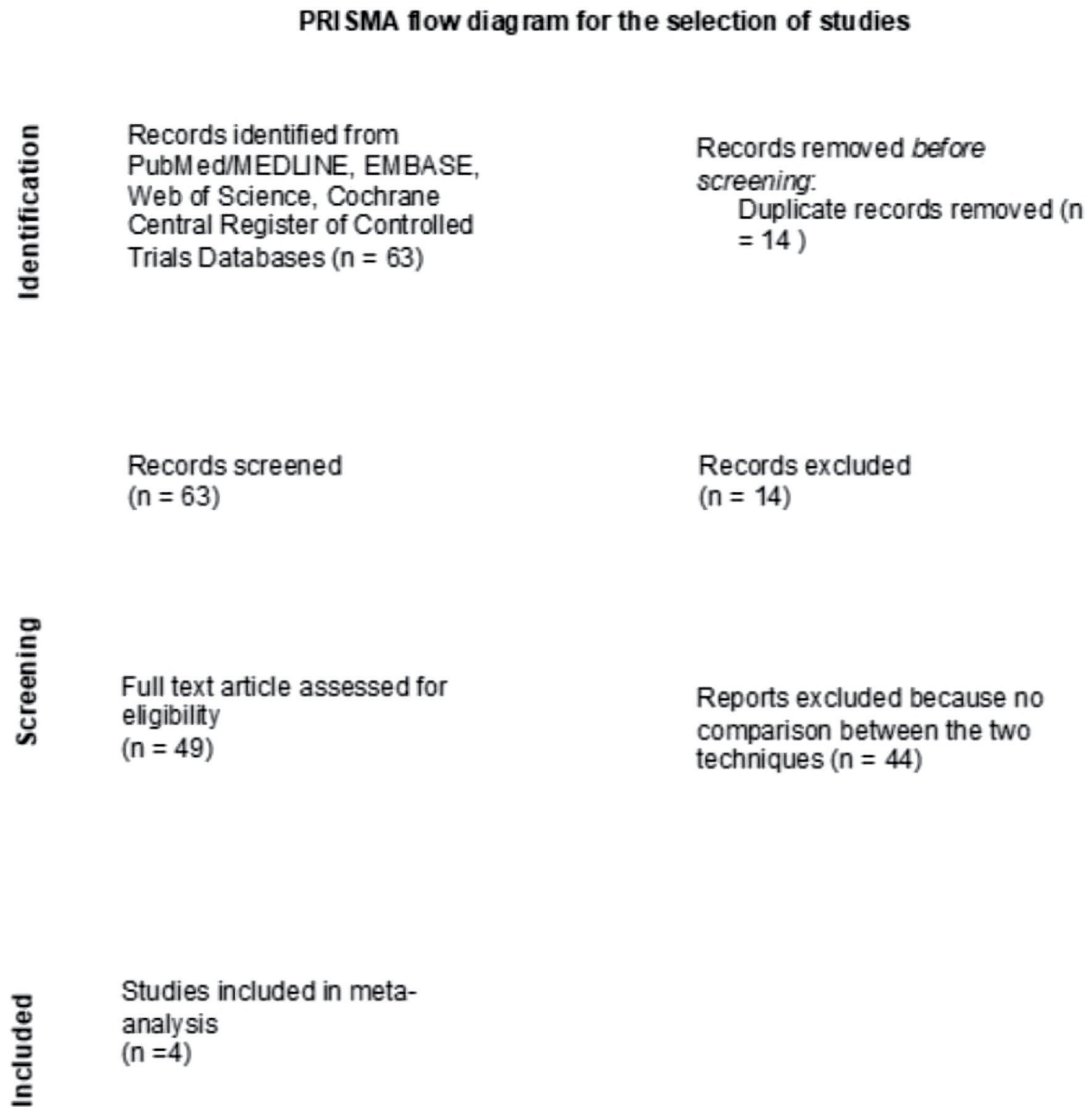 PRISMA flow diagram for the selection of studies
Identification
Records identified from
PubMed/MEDLINE, EMBASE,
Web of Science, Cochrane
Central Register of Controlled
Trials Databases (n = 63)
Records removed before
screening:
Duplicate records removed (n
= 14 )
Screening
Records screened
(n = 63)
Records excluded
(n = 14)
Full text article assessed for
eligibility
(n = 49)
Reports excluded because no
comparison between the two
techniques (n = 44)
Included
Studies included in meta-
analysis
(n =4)